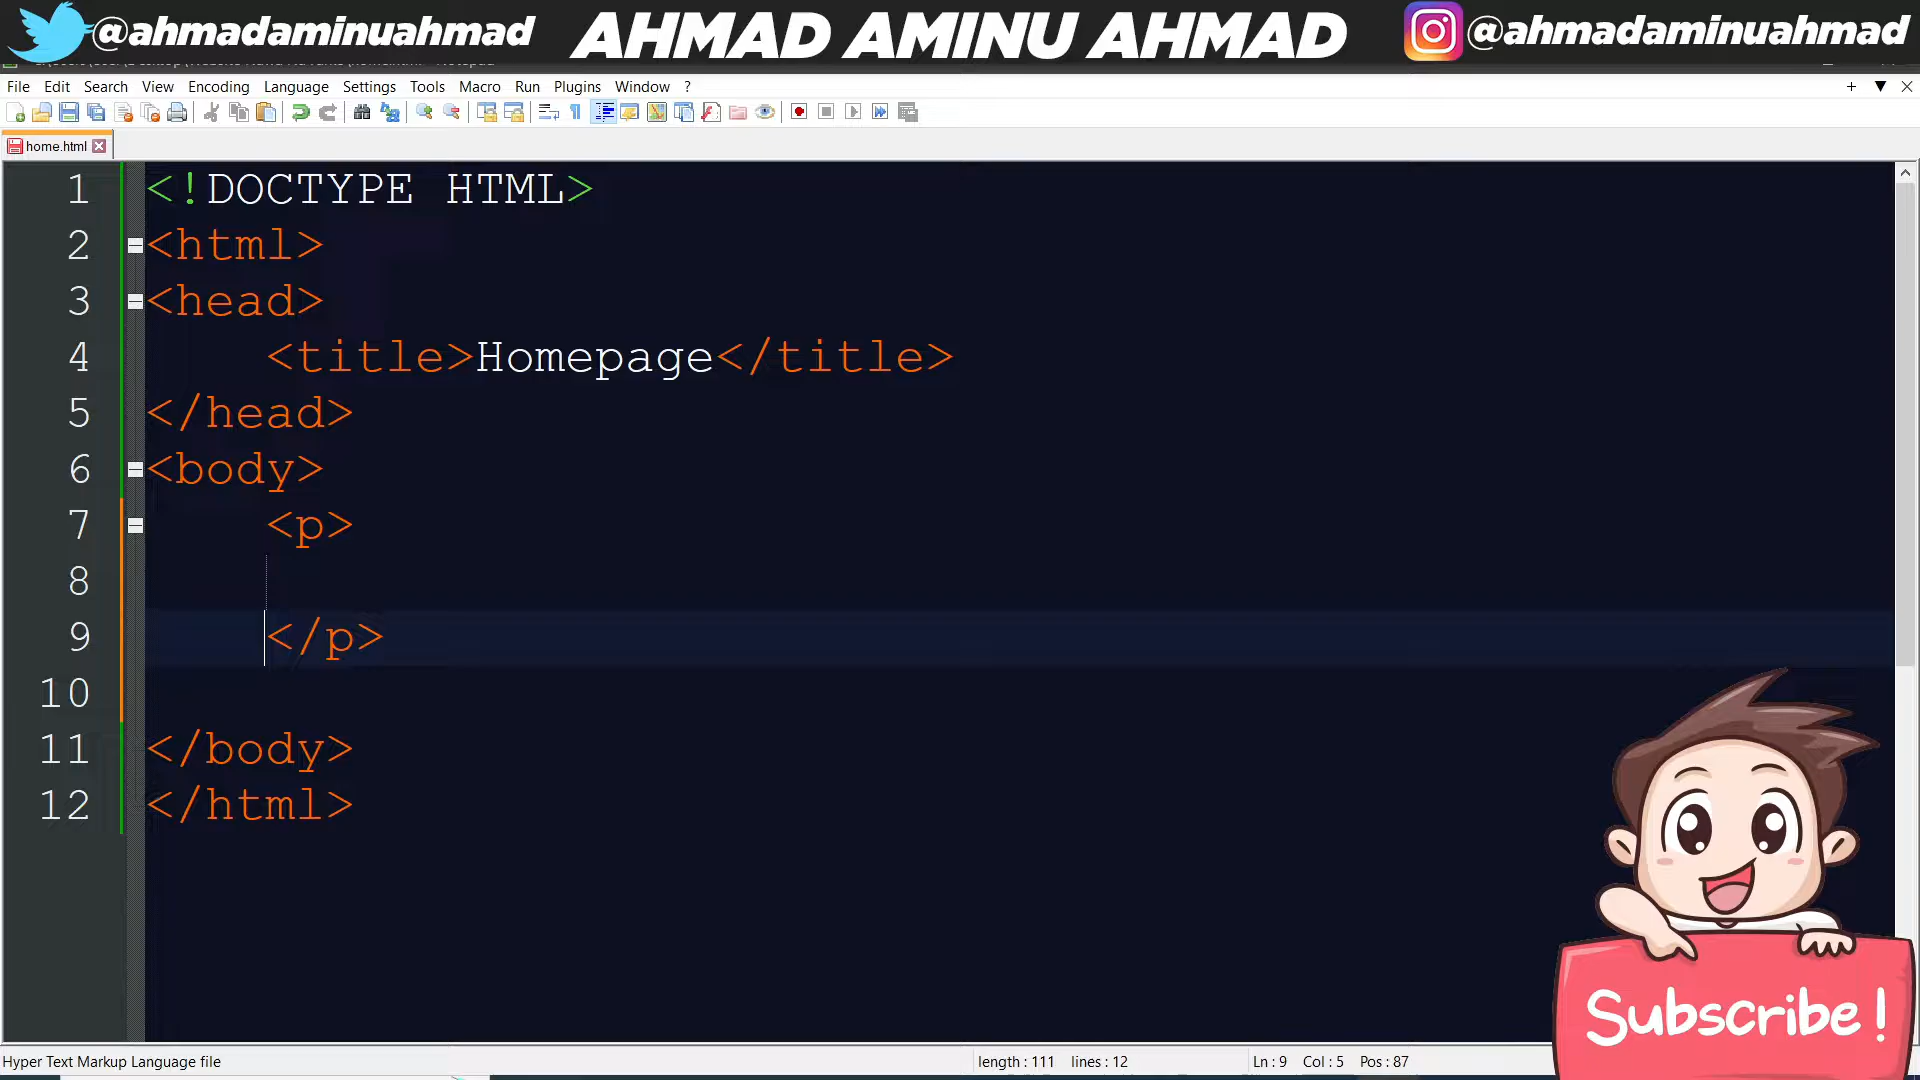 @ahmadaminuahmad AHMAD AMINU AHMAD @ahmadaminuahmad
File Edit Search View Encoding Language Settings Tools Macro Run Plugins Window ?
home.html
1 <!DOCTYPE HTML>
2 <html>
3 <head>
4 <title>Homepage</title>
5 </head>
6 <body>
7 <p>
8
9 </p>
10
11 </body>
12 </html>
Subscribe!
Hyper Text Markup Language file length : 111 lines : 12 Ln : 9 Col : 5 Pos : 87